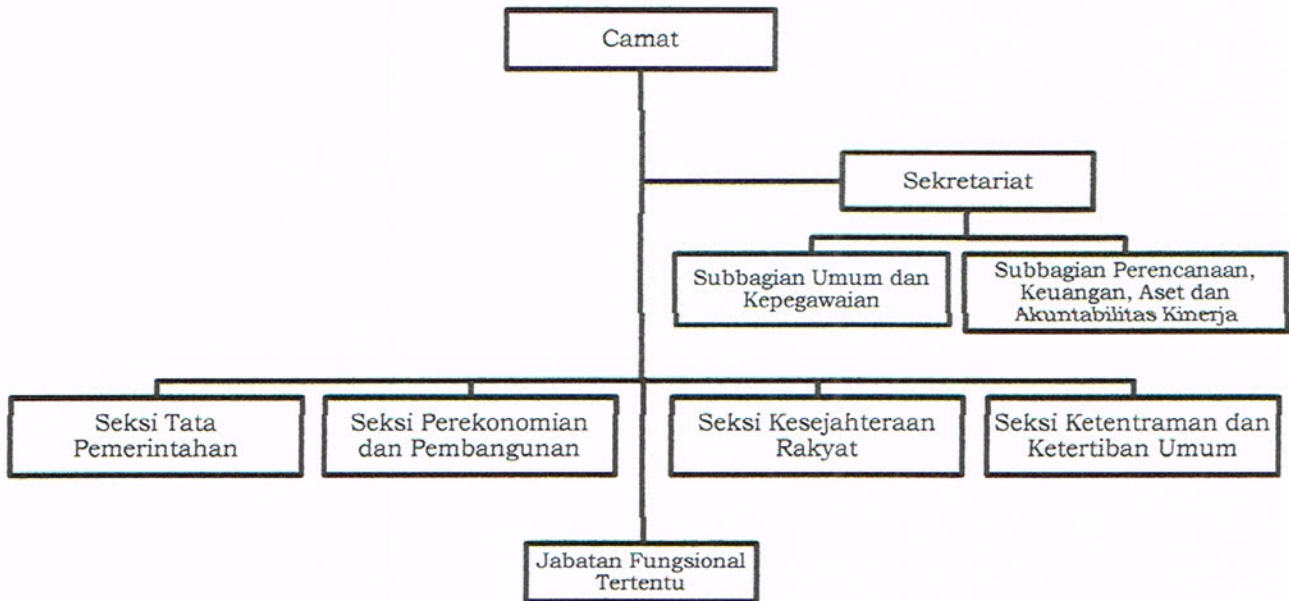 Camat
Sekretariat
Subbagian Umum dan
Kepegawaian
Subbagian Perencanaan,
Keuangan, Aset dan
Akuntabilitas Kinerja
Seksi Tata
Pemerintahan
Seksi Perekonomian
dan Pembangunan
Seksi Kesejahteraan
Rakyat
Seksi Ketentraman dan
Ketertiban Umum
Jabatan Fungsional
Tertentu